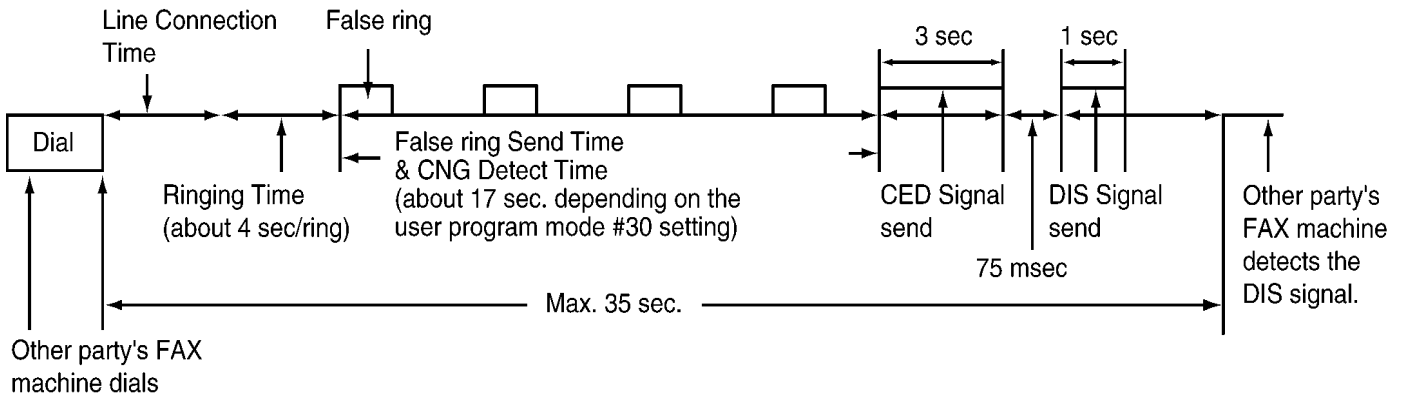 Line Connection
Time
False ring
3 sec
1 sec
Dial
Ringing Time
(about 4 sec/ring)
False ring Send Time
& CNG Detect Time
(about 17 sec. depending on the
user program mode #30 setting)
CED Signal
send
DIS Signal
send
75 msec
Other party's
FAX machine
detects the
DIS signal.
Max. 35 sec.
Other party's FAX
machine dials